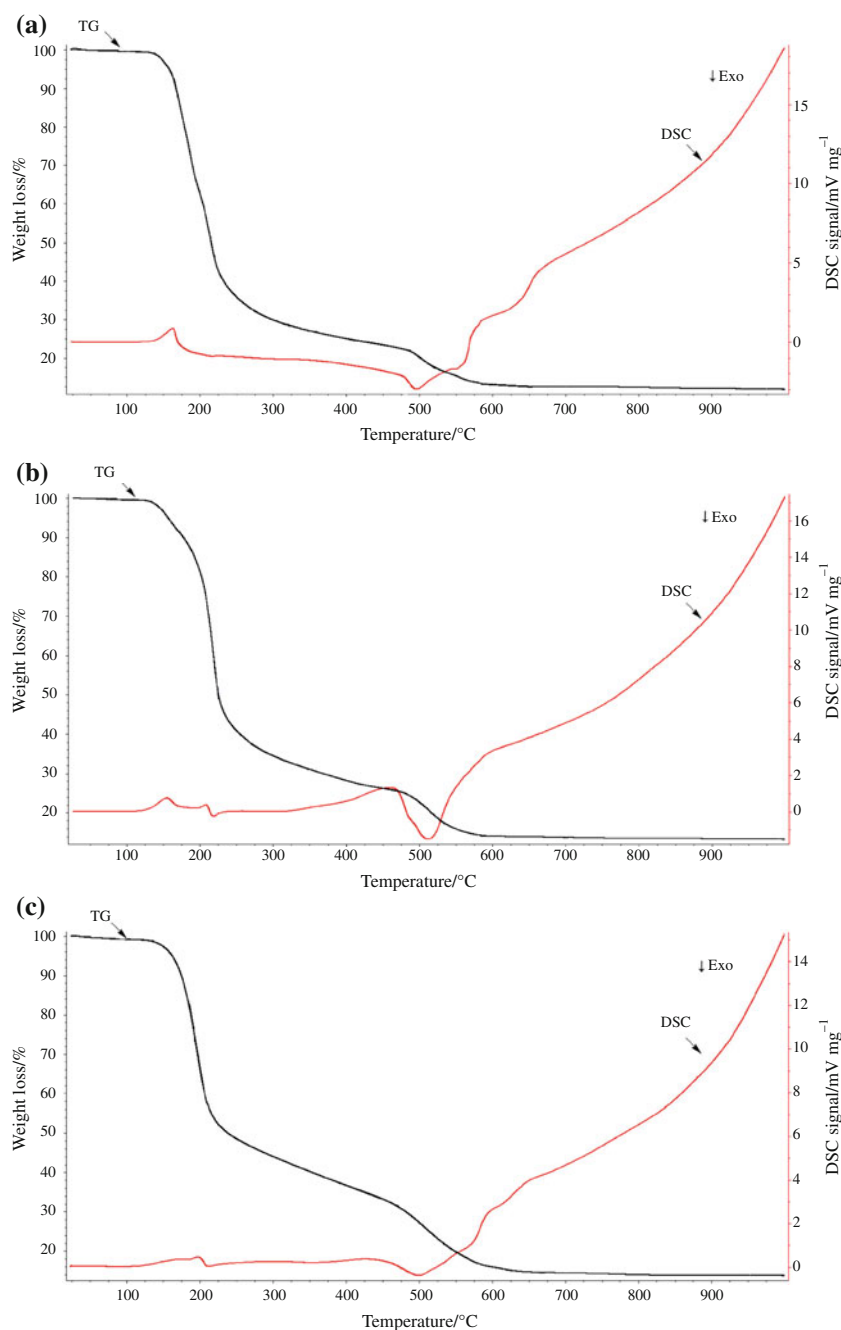 (a)
TG
100
90
80
70
60
50
40
30
20
Weight loss/%
↓Exo
DSC
15
10
5
0
DSC signal/mV mg⁻¹
100 200 300 400 500 600 700 800 900
Temperature/°C
(b)
TG
100
90
80
70
60
50
40
30
20
Weight loss/%
↓Exo
DSC
16
14
12
10
8
6
4
2
0
DSC signal/mV mg⁻¹
100 200 300 400 500 600 700 800 900
Temperature/°C
(c)
TG
100
90
80
70
60
50
40
30
20
Weight loss/%
↓Exo
DSC
14
12
10
8
6
4
2
0
DSC signal/mV mg⁻¹
100 200 300 400 500 600 700 800 900
Temperature/°C